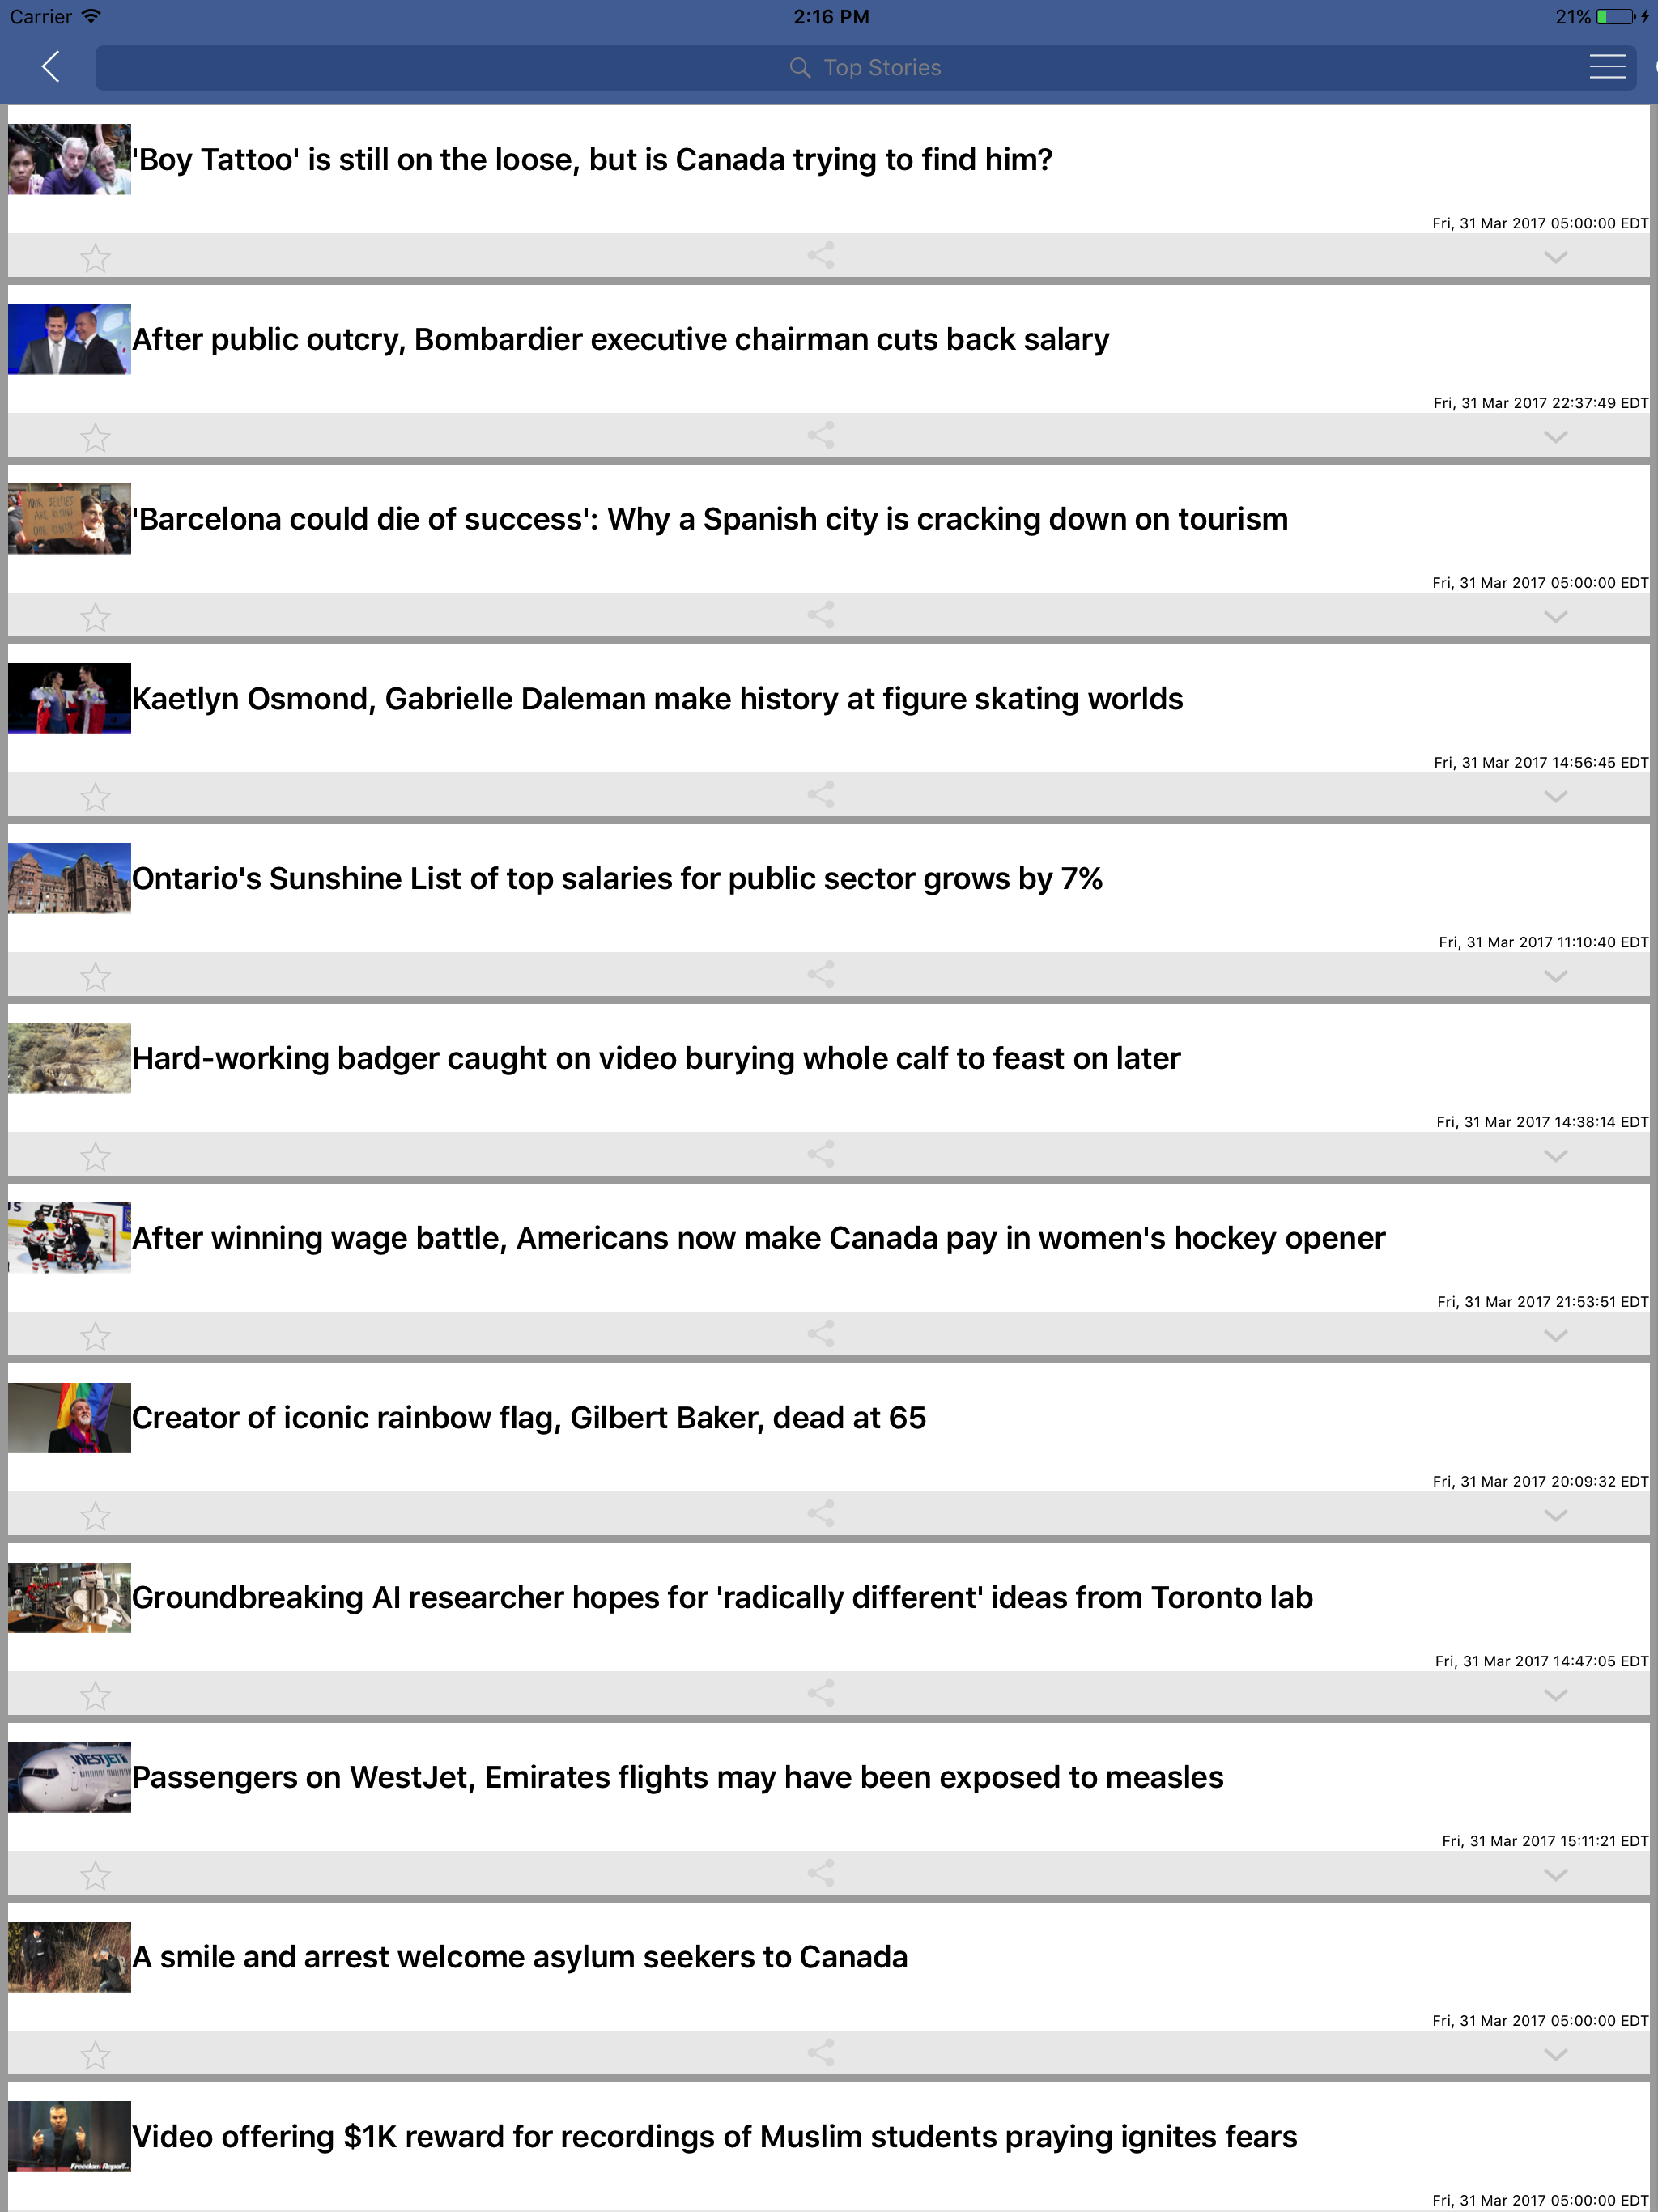 Carrier 2:16 PM 21%
Top Stories
'Boy Tattoo' is still on the loose, but is Canada trying to find him?
Fri, 31 Mar 2017 05:00:00 EDT
After public outcry, Bombardier executive chairman cuts back salary
Fri, 31 Mar 2017 22:37:49 EDT
YOUR SELFIES
ARE
OUR
'Barcelona could die of success': Why a Spanish city is cracking down on tourism
Fri, 31 Mar 2017 05:00:00 EDT
Kaetlyn Osmond, Gabrielle Daleman make history at figure skating worlds
Fri, 31 Mar 2017 14:56:45 EDT
Ontario's Sunshine List of top salaries for public sector grows by 7%
Fri, 31 Mar 2017 11:10:40 EDT
Hard-working badger caught on video burying whole calf to feast on later
Fri, 31 Mar 2017 14:38:14 EDT
After winning wage battle, Americans now make Canada pay in women's hockey opener
Fri, 31 Mar 2017 21:53:51 EDT
Creator of iconic rainbow flag, Gilbert Baker, dead at 65
Fri, 31 Mar 2017 20:09:32 EDT
Groundbreaking AI researcher hopes for 'radically different' ideas from Toronto lab
Fri, 31 Mar 2017 14:47:05 EDT
WESTJET
Passengers on WestJet, Emirates flights may have been exposed to measles
Fri, 31 Mar 2017 15:11:21 EDT
A smile and arrest welcome asylum seekers to Canada
Fri, 31 Mar 2017 05:00:00 EDT
Freedom Report
Video offering $1K reward for recordings of Muslim students praying ignites fears
Fri, 31 Mar 2017 05:00:00 EDT